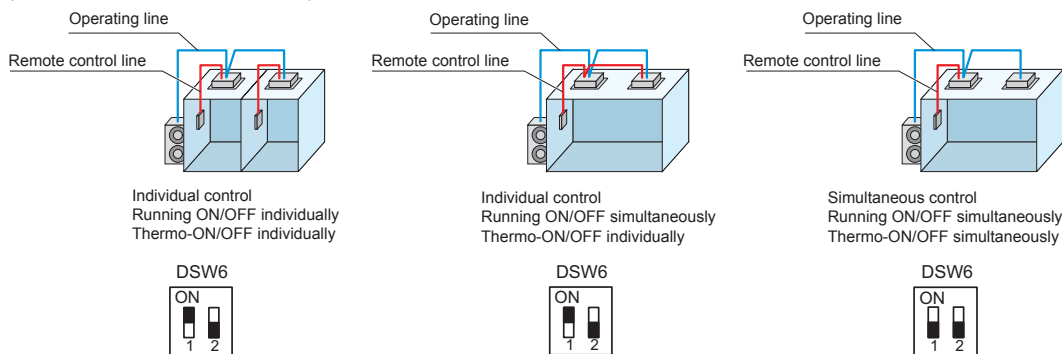 Operating line
Remote control line
Individual control
Running ON/OFF individually
Thermo-ON/OFF individually
DSW6
ON
1 2
Operating line
Remote control line
Individual control
Running ON/OFF simultaneously
Thermo-ON/OFF individually
DSW6
ON
1 2
Operating line
Remote control line
Simultaneous control
Running ON/OFF simultaneously
Thermo-ON/OFF simultaneously
DSW6
ON
1 2